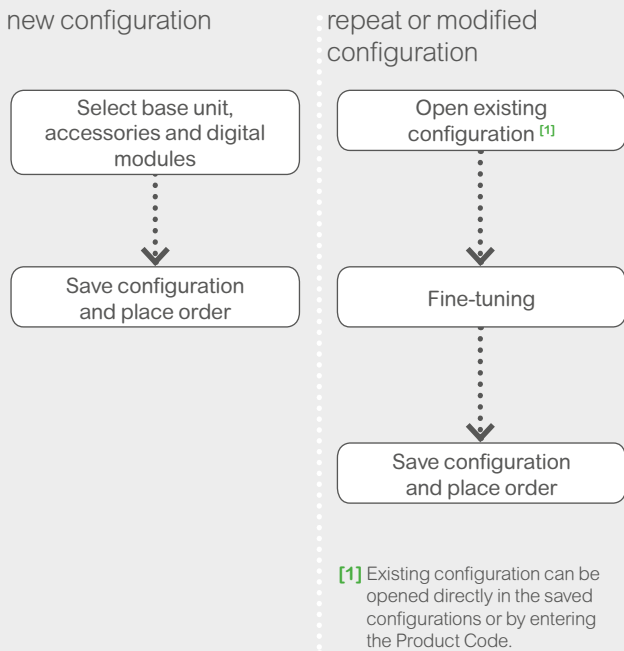 new configuration
Select base unit,
accessories and digital
modules
Save configuration
and place order
repeat or modified
configuration
Open existing
configuration [1]
Fine-tuning
Save configuration
and place order
[1] Existing configuration can be
opened directly in the saved
configurations or by entering
the Product Code.